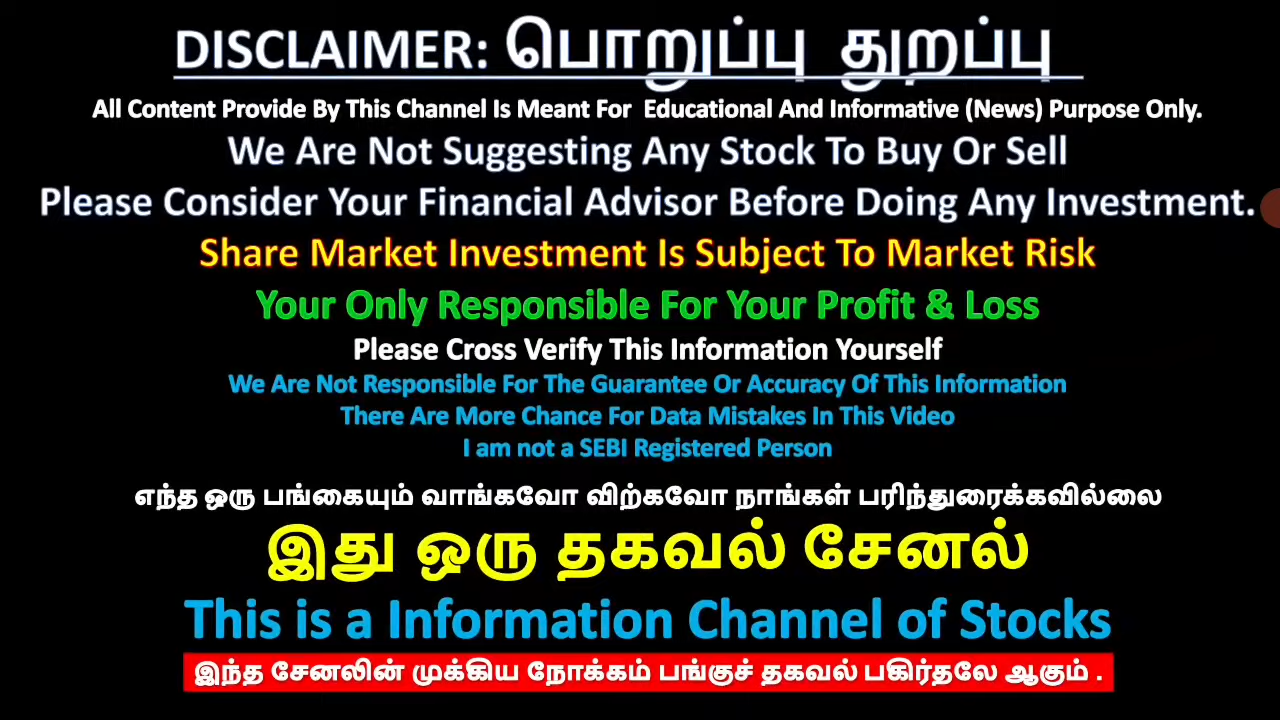 DISCLAIMER: பொறுப்பு துறப்பு
All Content Provide By This Channel Is Meant For Educational And Informative (News) Purpose Only.
We Are Not Suggesting Any Stock To Buy Or Sell
Please Consider Your Financial Advisor Before Doing Any Investment.
Share Market Investment Is Subject To Market Risk
Your Only Responsible For Your Profit & Loss
Please Cross Verify This Information Yourself
We Are Not Responsible For The Guarantee Or Accuracy Of This Information
There Are More Chance For Data Mistakes In This Video
I am not a SEBI Registered Person
எந்த ஒரு பங்கையும் வாங்கவோ விற்கவோ நாங்கள் பரிந்துரைக்கவில்லை
இது ஒரு தகவல் சேனல்
This is a Information Channel of Stocks
இந்த சேனலின் முக்கிய நோக்கம் பங்குச் தகவல் பகிர்தலே ஆகும் .